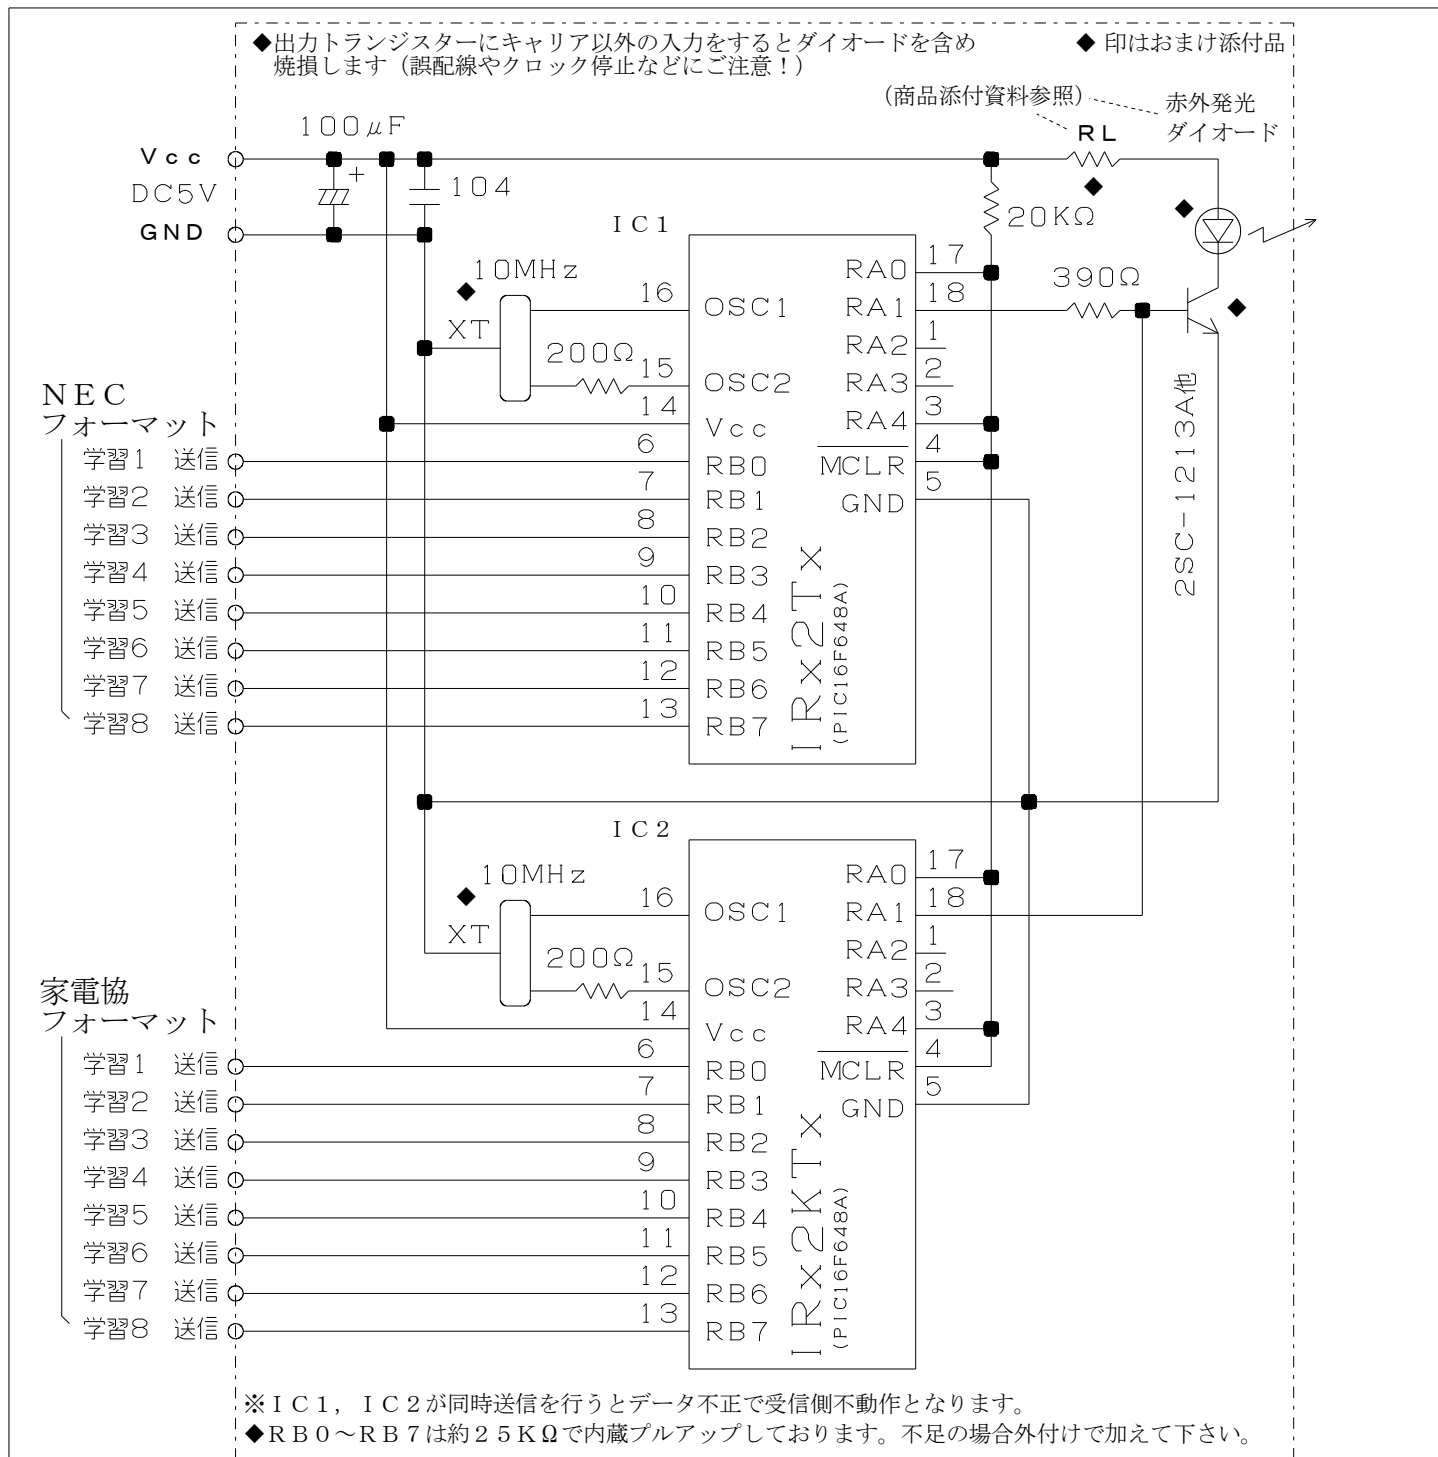 ◆出力トランジスターにキャリア以外の入力をするとダイオードを含め
焼損します（誤配線やクロック停止などにご注意！）
◆ 印はおまけ添付品
(商品添付資料参照)
赤外発光
ダイオード
RL
100μF
+
Vcc
DC5V
GND
104
20KΩ
IC1
10MHz
XT
200Ω
390Ω
2SC-1213A他
16 OSC1
15 OSC2
14 Vcc
6 RB0
7 RB1
8 RB2
9 RB3
10 RB4
11 RB5
12 RB6
13 RB7
RA0 17
RA1 18
RA2 1
RA3 2
RA4 3
MCLR 4
GND 5
IRx2Tx
(PIC16F648A)
NEC
フォーマット
学習1 送信
学習2 送信
学習3 送信
学習4 送信
学習5 送信
学習6 送信
学習7 送信
学習8 送信
IC2
10MHz
XT
200Ω
16 OSC1
15 OSC2
14 Vcc
6 RB0
7 RB1
8 RB2
9 RB3
10 RB4
11 RB5
12 RB6
13 RB7
RA0 17
RA1 18
RA2 1
RA3 2
RA4 3
MCLR 4
GND 5
IRx2KTx
(PIC16F648A)
家電協
フォーマット
学習1 送信
学習2 送信
学習3 送信
学習4 送信
学習5 送信
学習6 送信
学習7 送信
学習8 送信
※ＩＣ１，ＩＣ２が同時送信を行うとデータ不正で受信側不動作となります。
◆ＲＢ０～ＲＢ７は約２５ＫΩで内蔵プルアップしております。不足の場合外付けで加えて下さい。